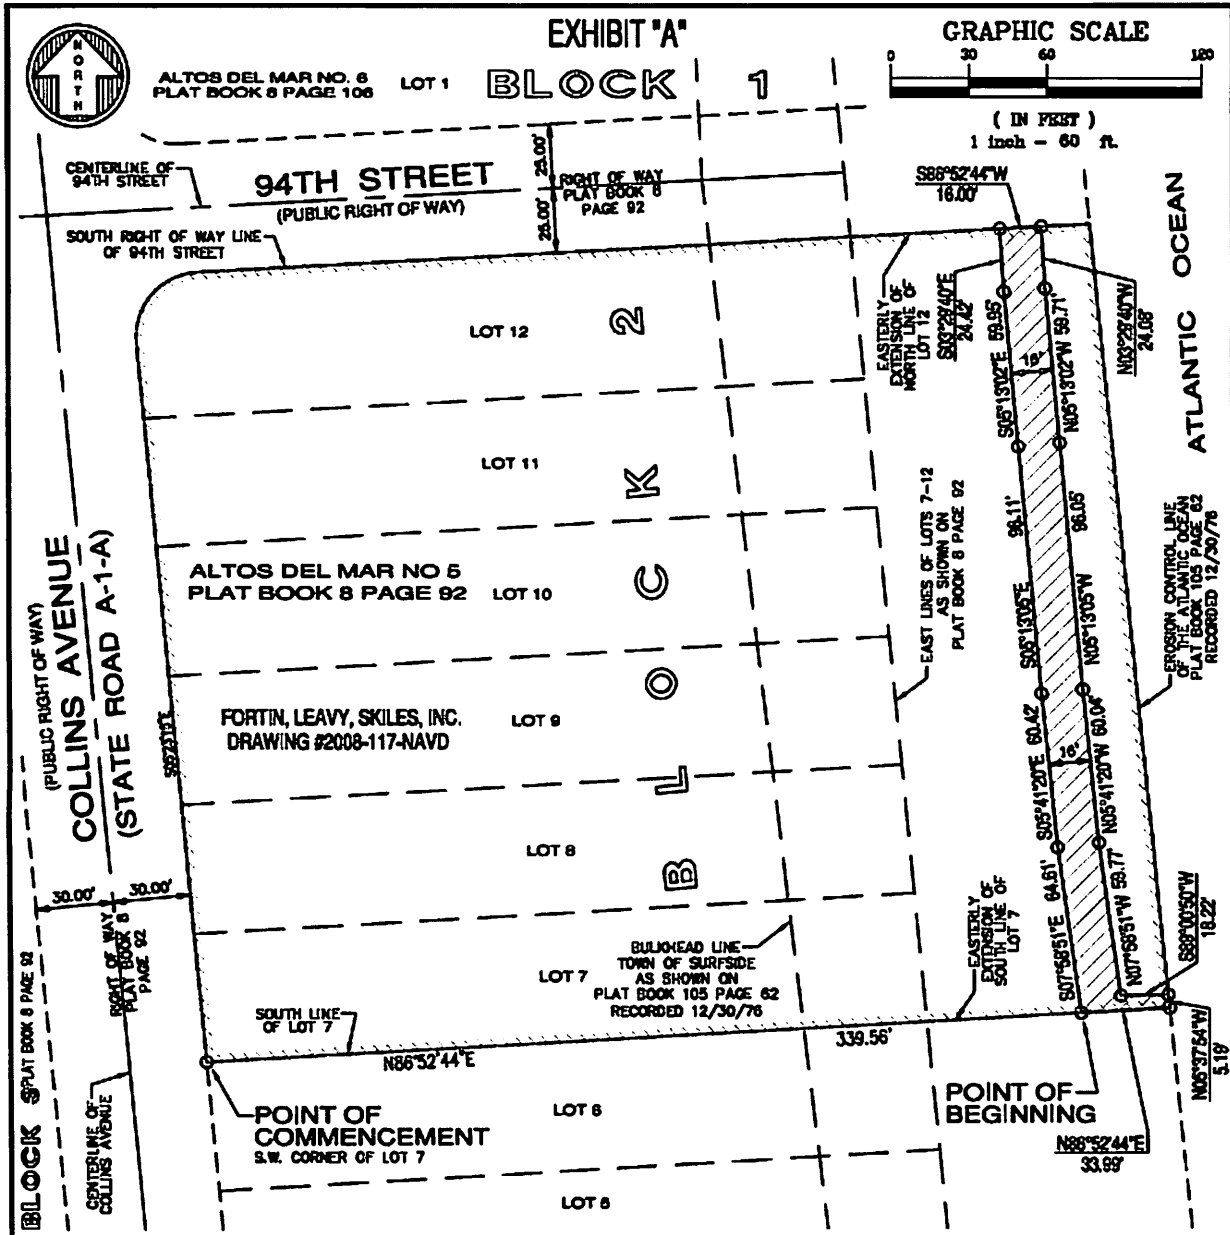 EXHIBIT "A"
NORTH
ALTOS DEL MAR NO. 6
PLAT BOOK 8 PAGE 106
LOT 1
BLOCK 1
GRAPHIC SCALE
0 30 60 120
( IN FEET )
1 inch - 60 ft.
CENTERLINE OF
94TH STREET
94TH STREET
(PUBLIC RIGHT OF WAY)
25.00'
25.00'
RIGHT OF WAY
PLAT BOOK 8
PAGE 92
SOUTH RIGHT OF WAY LINE
OF 94TH STREET
S86°52'44"W
16.00'
ATLANTIC OCEAN
EASTERLY
EXTENSION OF
NORTH LINE OF
LOT 12
S03°29'40"E
24.42'
N03°29'40"W
24.08'
S05°13'02"E 59.95'
N05°13'02"W 59.71'
16'
LOT 12
LOT 11
ALTOS DEL MAR NO 5
PLAT BOOK 8 PAGE 92
LOT 10
BLOCK 2
EAST LINES OF LOTS 7-12
AS SHOWN ON
PLAT BOOK 8 PAGE 92
S05°13'05"E 96.11'
N05°13'05"W 96.05'
EROSION CONTROL LINE
OF THE ATLANTIC OCEAN
PLAT BOOK 105 PAGE 62
RECORDED 12/30/76
(PUBLIC RIGHT OF WAY)
COLLINS AVENUE
(STATE ROAD A-1-A)
FORTIN, LEAVY, SKILES, INC.
DRAWING #2008-117-NAVD
LOT 9
S05°41'20"E 60.42'
N05°41'20"W 60.04'
16'
LOT 8
30.00'
30.00'
RIGHT OF WAY
PLAT BOOK 8
PAGE 92
S07°58'51"E 64.61'
N07°58'51"W 59.77'
S89°00'50"W
18.22'
N05°37'54"W
5.19'
EASTERLY
EXTENSION OF
SOUTH LINE OF
LOT 7
BULKHEAD LINE
TOWN OF SURFSIDE
AS SHOWN ON
PLAT BOOK 105 PAGE 62
RECORDED 12/30/76
LOT 7
SOUTH LINE
OF LOT 7
N86°52'44"E
339.56'
POINT OF
COMMENCEMENT
S.W. CORNER OF LOT 7
POINT OF
BEGINNING
N86°52'44"E
33.99'
LOT 6
LOT 5
CENTERLINE OF
COLLINS AVENUE
BLOCK
PLAT BOOK 8 PAGE 92